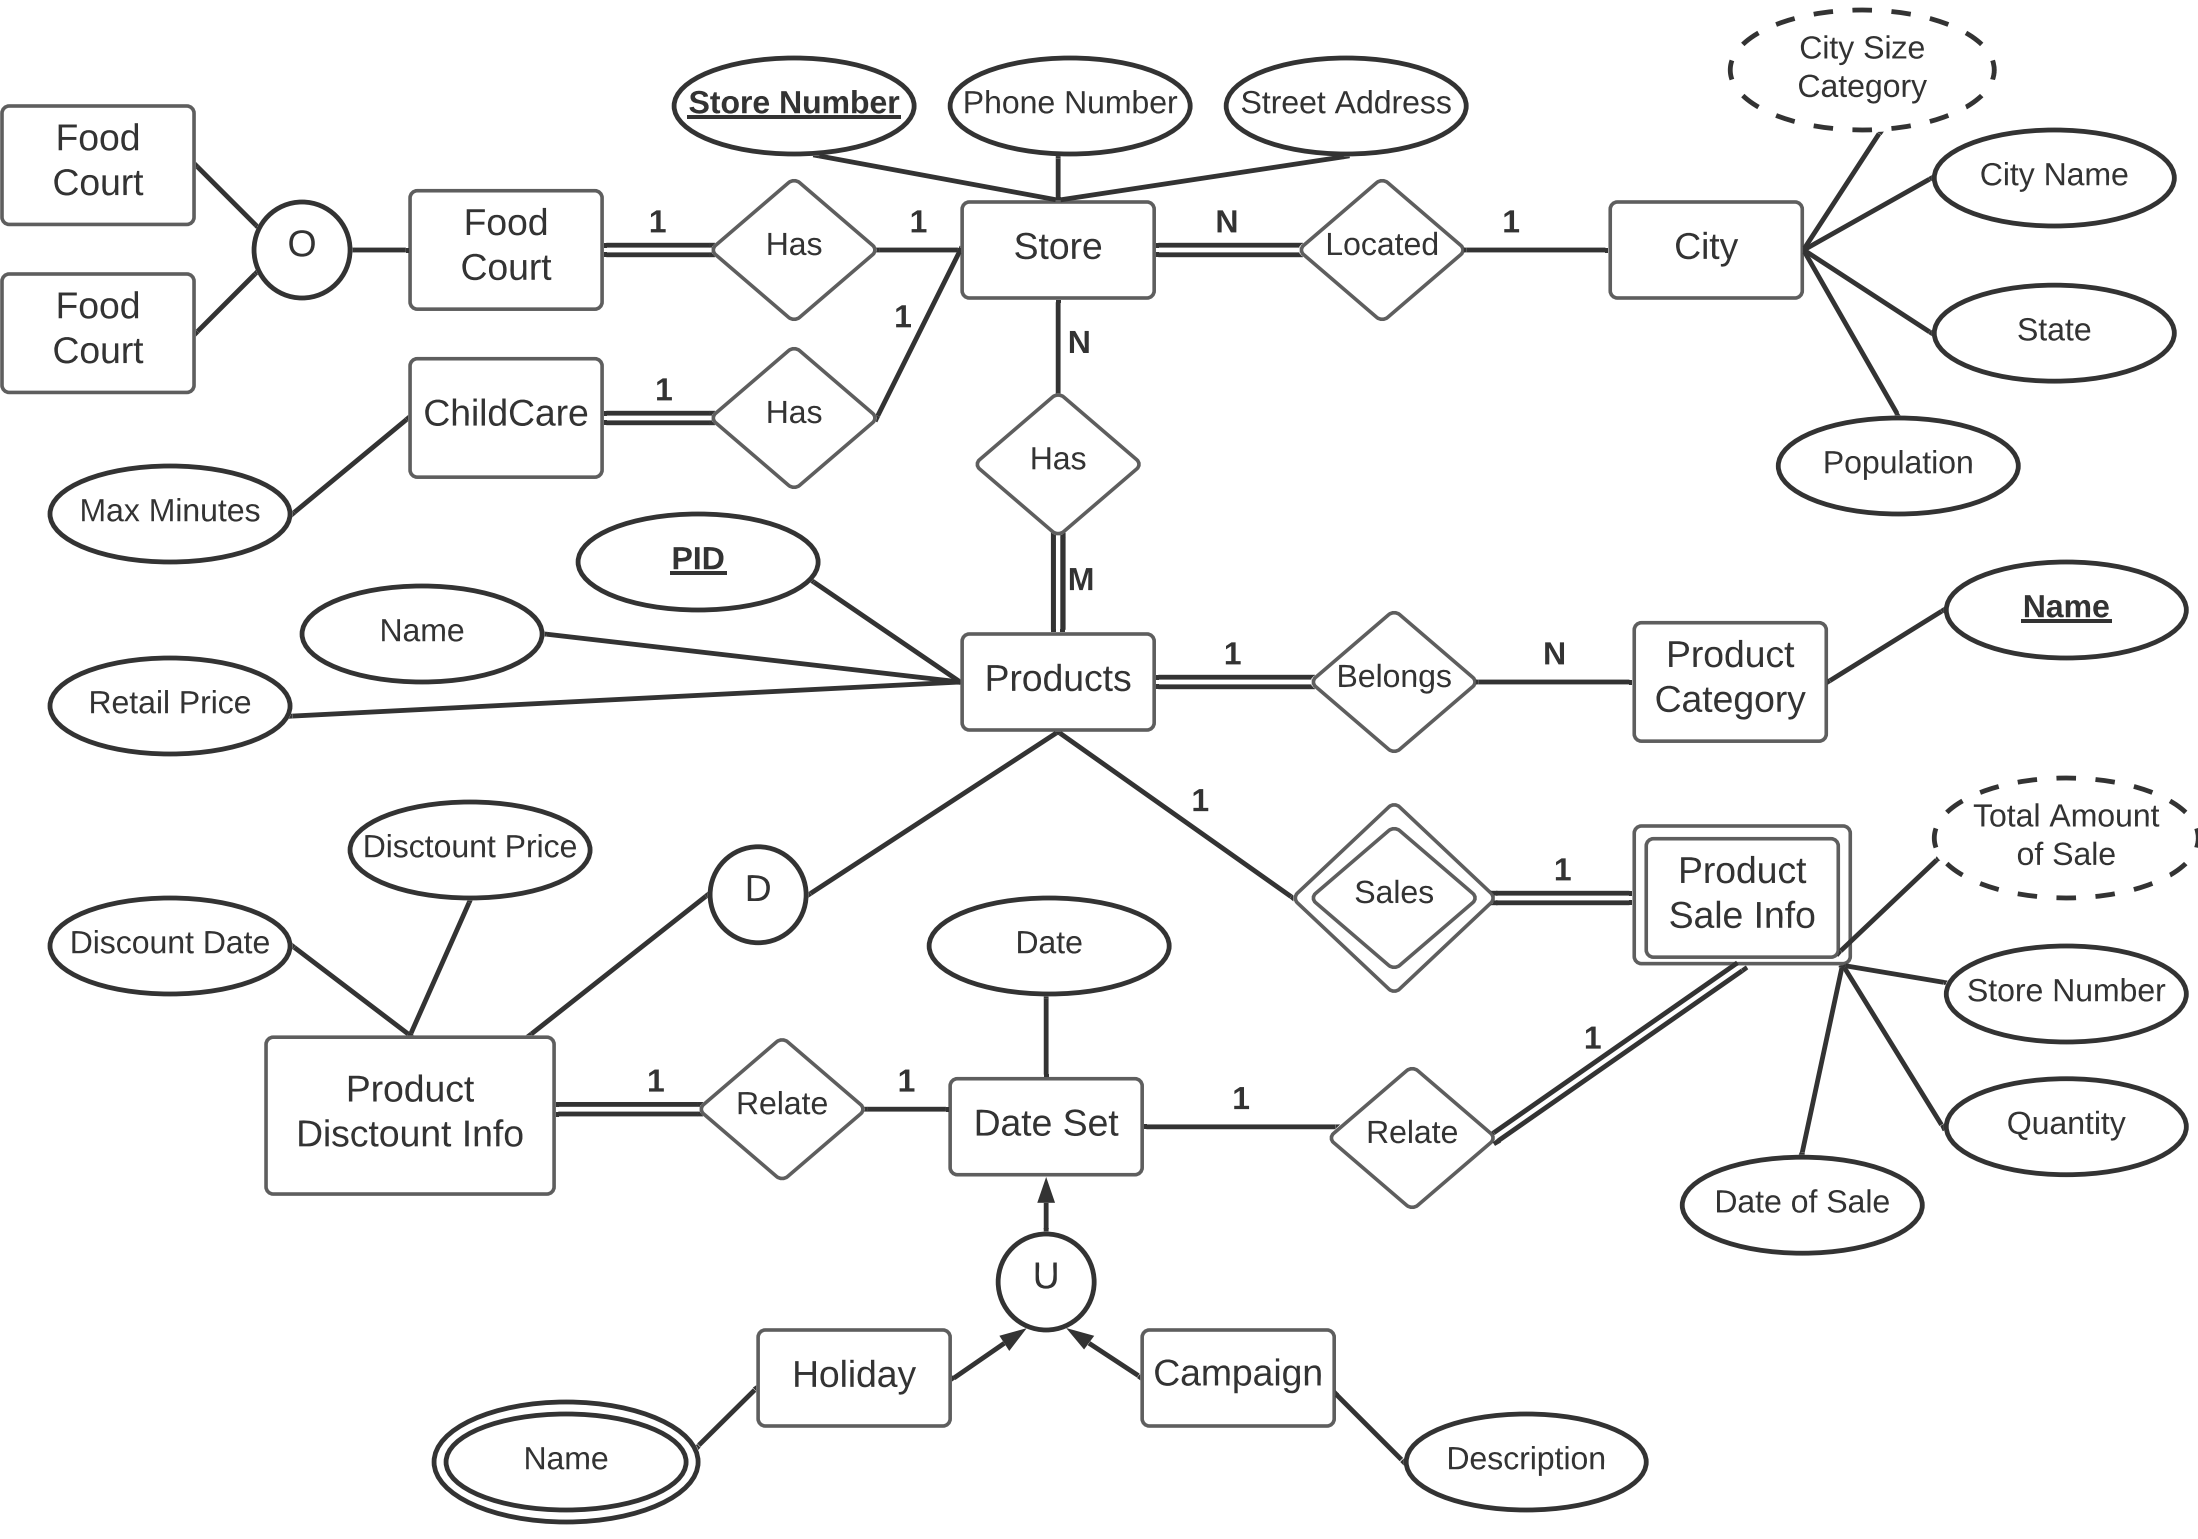 City Size
Category
Store Number
Phone Number
Street Address
Food
Court
City Name
Food
Court
1
Has
1
Store
N
Located
1
City
O
Food
Court
1
State
N
ChildCare
1
Has
Has
Population
Max Minutes
PID
M
Name
Name
Retail Price
Products
1
Belongs
N
Product
Category
1
Total Amount
of Sale
Disctount Price
D
Sales
1
Product
Sale Info
Discount Date
Date
Store Number
1
Product
Disctount Info
1
Relate
1
Date Set
1
Relate
Quantity
Date of Sale
U
Holiday
Campaign
Name
Description